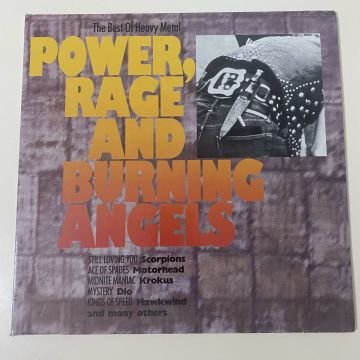 The Best Of Heavy Metal
POWER,
RAGE
AND
BURNING
ANGELS
STILL LOVING YOU Scorpions
ACE OF SPADES Motorhead
MIDNITE MANIAC Krokus
MYSTERY Dio
KINGS OF SPEED Hawkwind
and many others